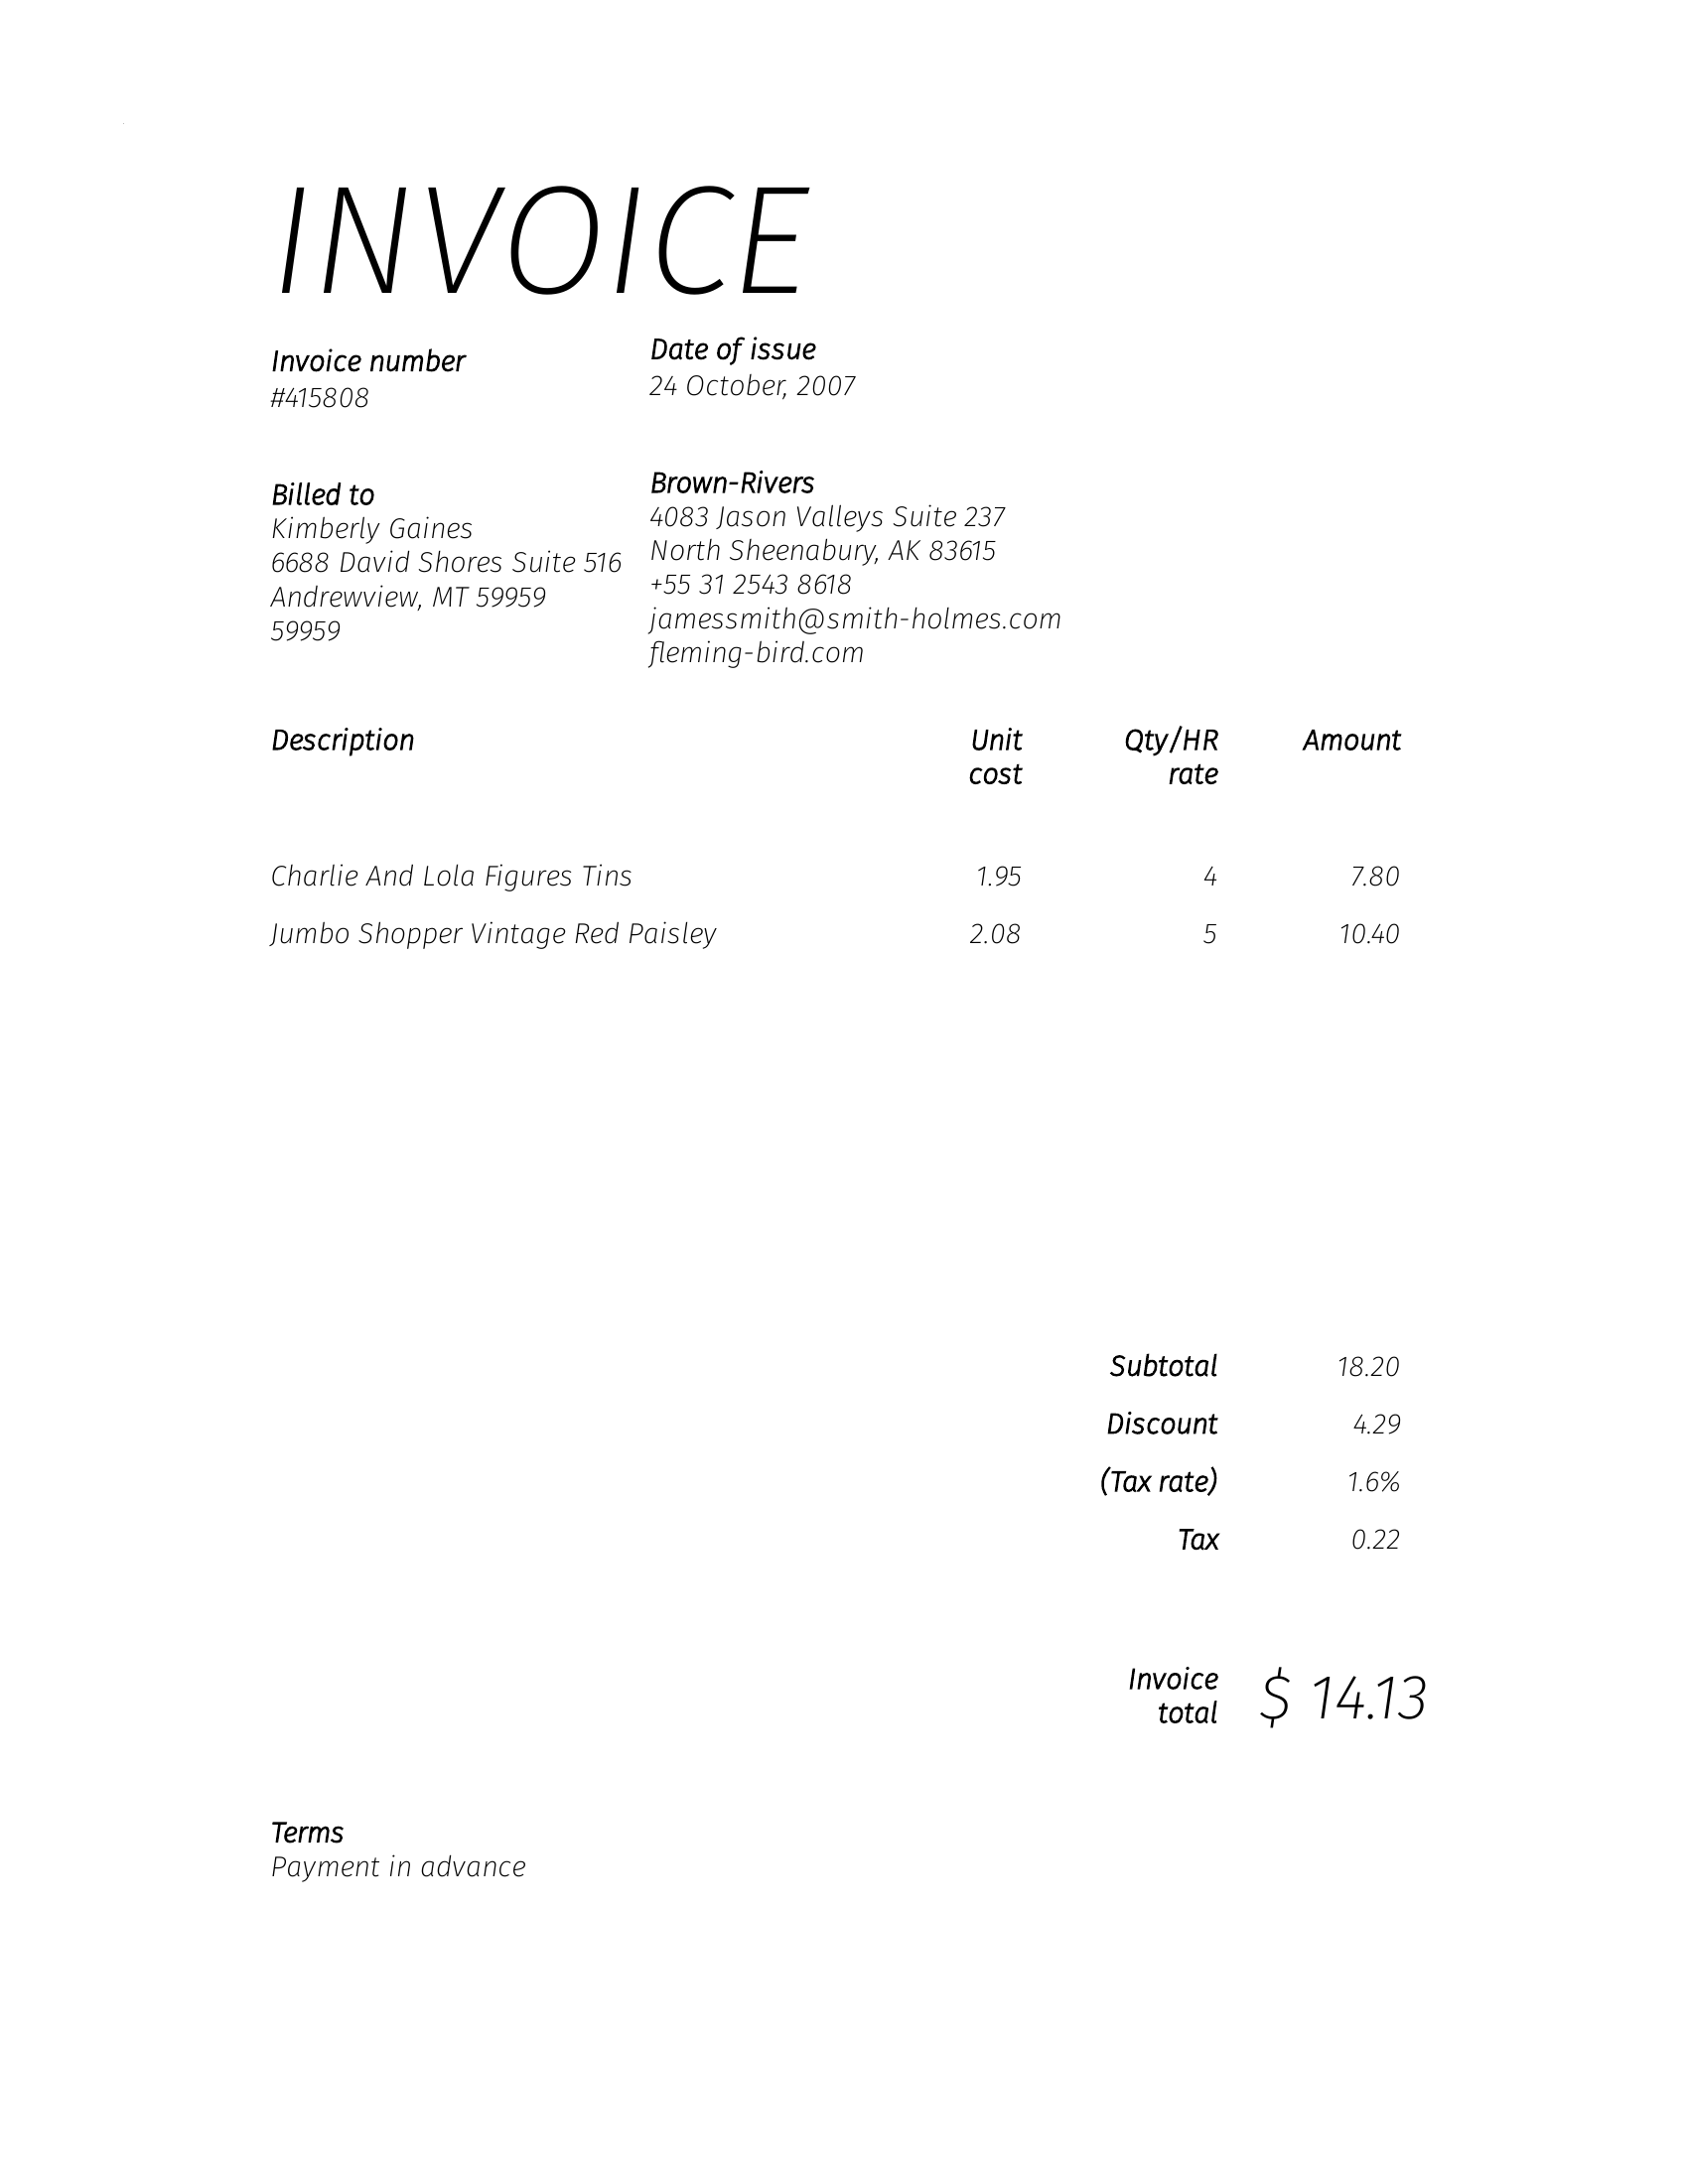 INVOICE
Invoice number
#415808
Date of issue
24 October, 2007
Billed to
Kimberly Gaines
6688 David Shores Suite 516
Andrewview, MT 59959
59959
Brown-Rivers
4083 Jason Valleys Suite 237
North Sheenabury, AK 83615
+55 31 2543 8618
jamessmith@smith-holmes.com
fleming-bird.com
Description Unit cost Qty/HR rate Amount
Charlie And Lola Figures Tins 1.95 4 7.80
Jumbo Shopper Vintage Red Paisley 2.08 5 10.40
Subtotal 18.20
Discount 4.29
(Tax rate) 1.6%
Tax 0.22
Invoice total $ 14.13
Terms
Payment in advance